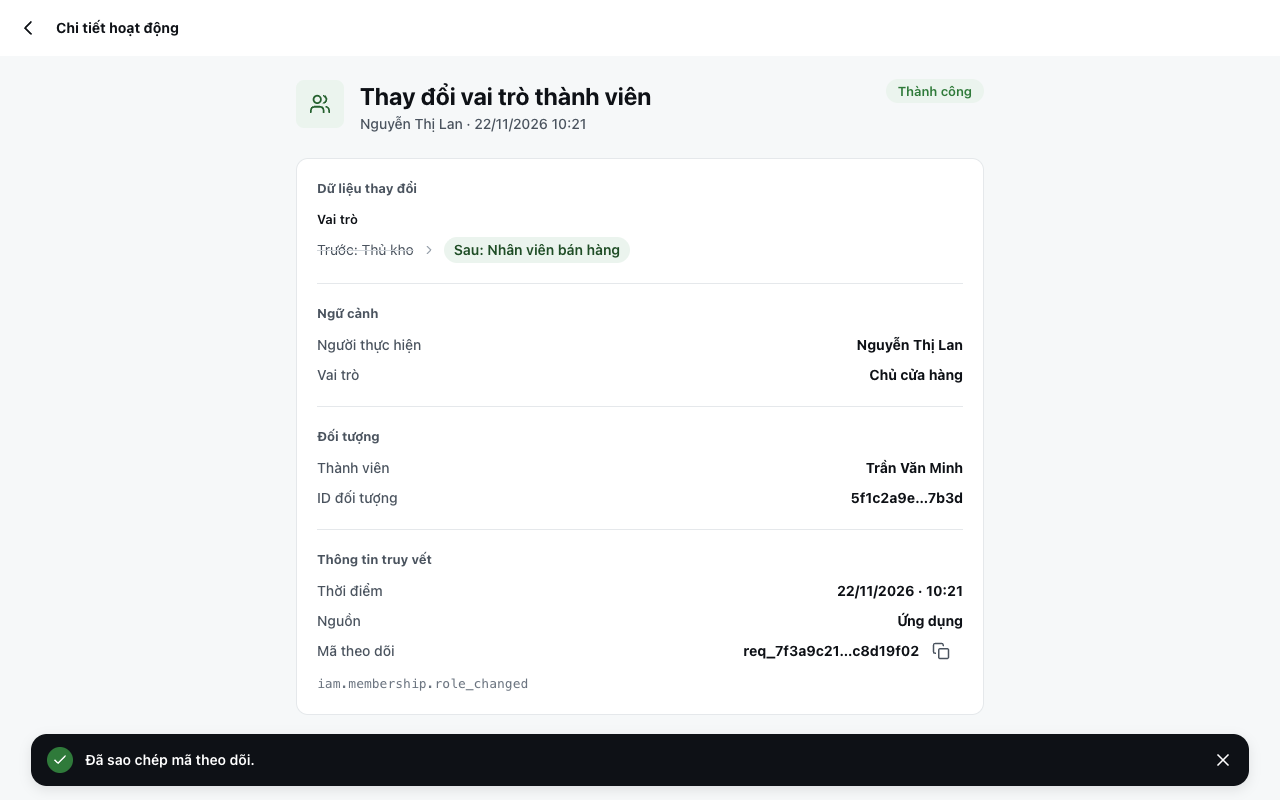 Chi tiết hoạt động
Thay đổi vai trò thành viên
Thành công
Nguyễn Thị Lan · 22/11/2026 10:21
Dữ liệu thay đổi
Vai trò
Trước: Thủ kho
Sau: Nhân viên bán hàng
Ngữ cảnh
Người thực hiện Nguyễn Thị Lan
Vai trò Chủ cửa hàng
Đối tượng
Thành viên Trần Văn Minh
ID đối tượng 5f1c2a9e...7b3d
Thông tin truy vết
Thời điểm 22/11/2026 · 10:21
Nguồn Ứng dụng
Mã theo dõi req_7f3a9c21...c8d19f02
iam.membership.role_changed
Đã sao chép mã theo dõi.